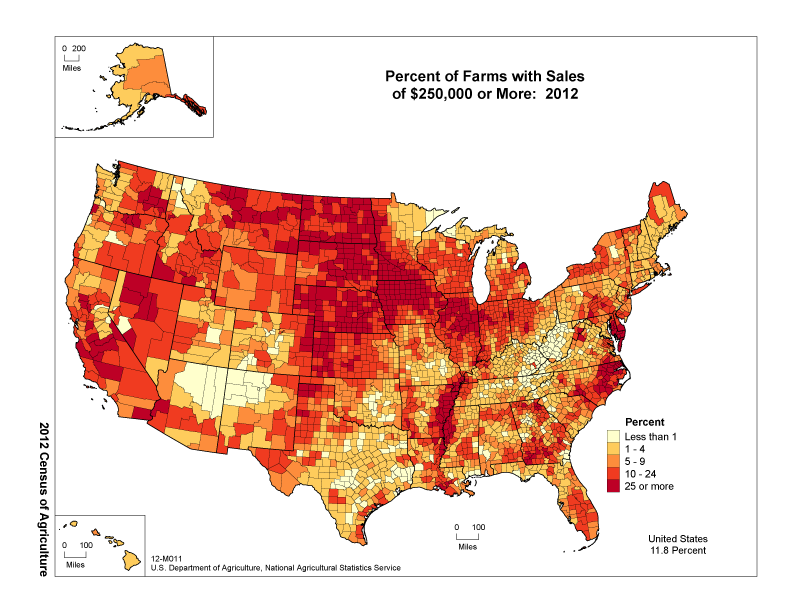 0 200
Miles
Percent of Farms with Sales
of $250,000 or More: 2012
Percent
Less than 1
1 - 4
5 - 9
10 - 24
25 or more
2012 Census of Agriculture
0 100
Miles
0 100
Miles
United States
11.8 Percent
12-M011
U.S. Department of Agriculture, National Agricultural Statistics Service